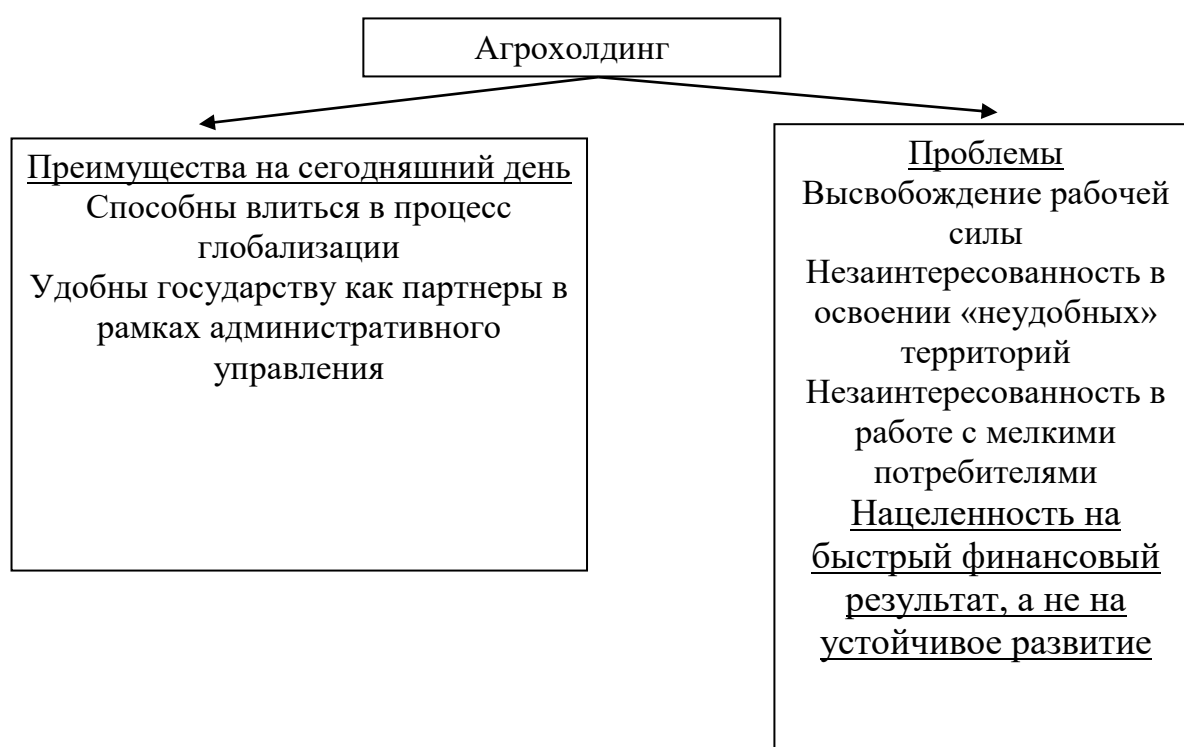 Агрохолдинг
Преимущества на сегодняшний день
Способны влиться в процесс
глобализации
Удобны государству как партнеры в
рамках административного
управления
Проблемы
Высвобождение рабочей
силы
Незаинтересованность в
освоении «неудобных»
территорий
Незаинтересованность в
работе с мелкими
потребителями
Нацеленность на
быстрый финансовый
результат, а не на
устойчивое развитие